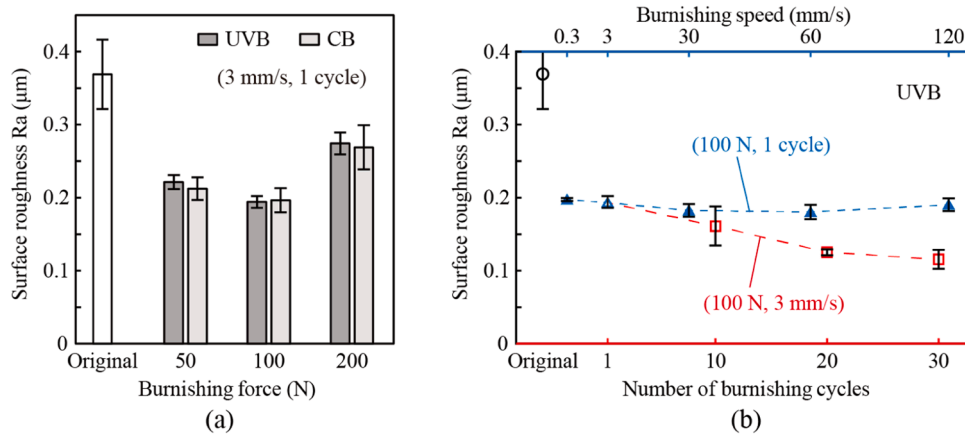 UVB CB
(3 mm/s, 1 cycle)
Surface roughness Ra (μm)
0.4
0.3
0.2
0.1
0
Original 50 100 200
Burnishing force (N)
(a)
Burnishing speed (mm/s)
0.3 3 30 60 120
UVB
(100 N, 1 cycle)
(100 N, 3 mm/s)
Surface roughness Ra (μm)
0.4
0.3
0.2
0.1
0
Original 1 10 20 30
Number of burnishing cycles
(b)